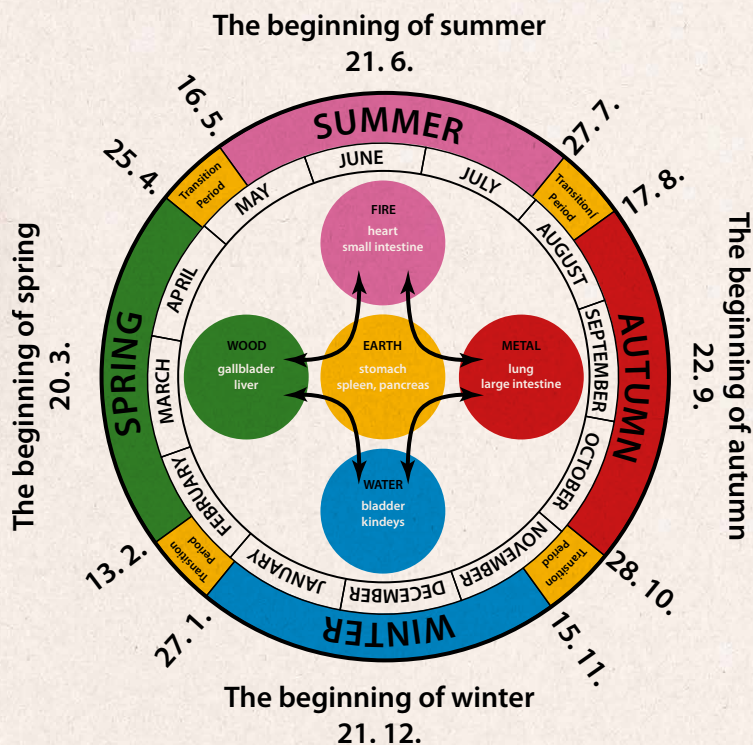 The beginning of summer
21. 6.
16. 5.
27. 7.
25. 4.
17. 8.
SUMMER
Transition
Period
Transition/
Period
MAY
JUNE
JULY
AUGUST
APRIL
MARCH
FEBRUARY
SEPTEMBER
OCTOBER
NOVEMBER
DECEMBER
JANUARY
SPRING
AUTUMN
The beginning of spring
20. 3.
The beginning of autumn
22. 9.
FIRE
heart
small intestine
WOOD
gallblader
liver
EARTH
stomach
spleen, pancreas
METAL
lung
large intestine
WATER
bladder
kindeys
Transition
Period
Transition
Period
13. 2.
28. 10.
27. 1.
15. 11.
WINTER
The beginning of winter
21. 12.